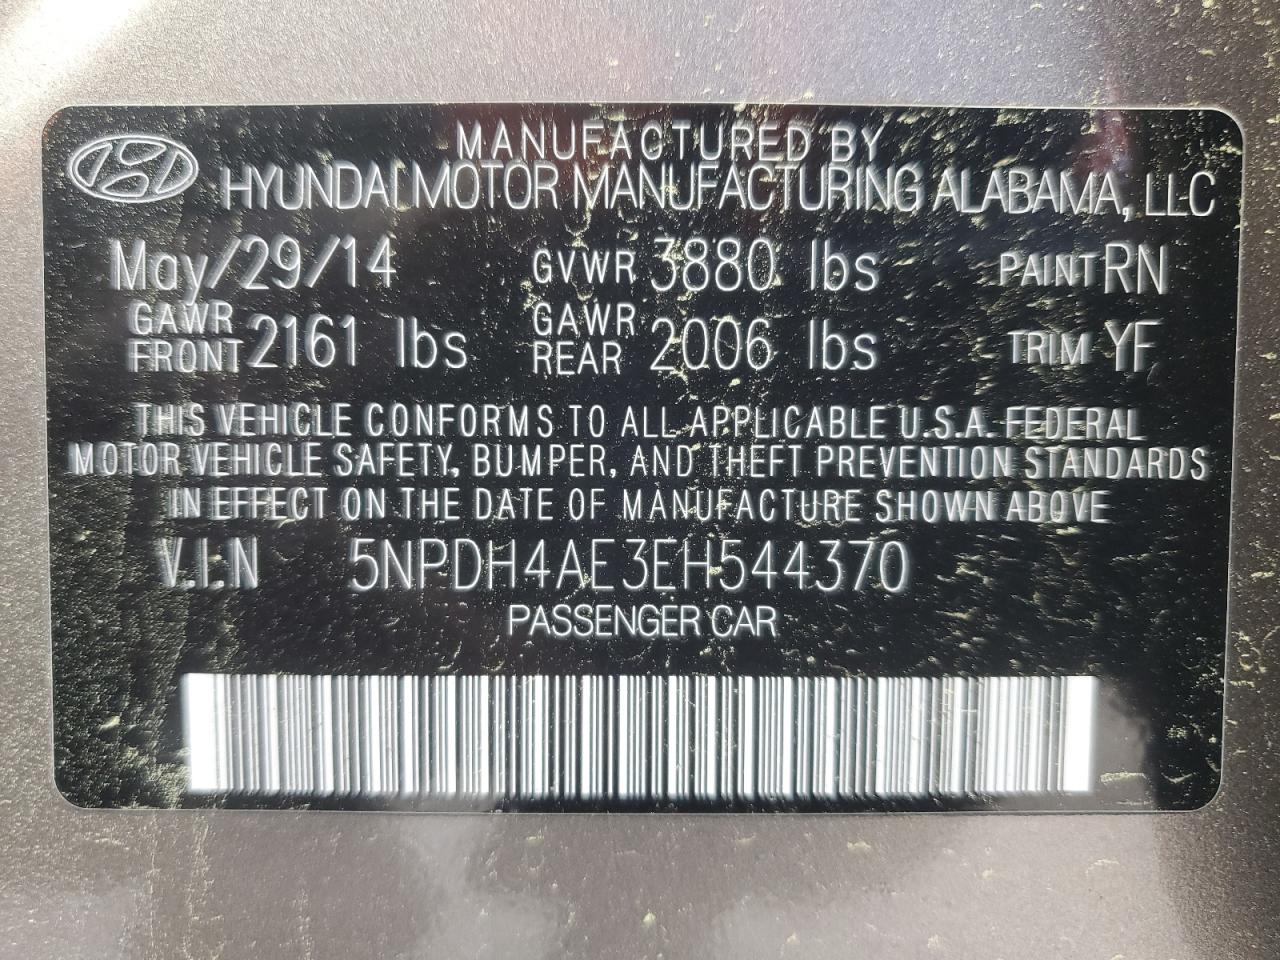 MANUFACTURED BY
HYUNDAI MOTOR MANUFACTURING ALABAMA, LLC
May/29/14 GVWR 3880 lbs PAINT RN
GAWR FRONT 2161 lbs GAWR REAR 2006 lbs TRIM YF
THIS VEHICLE CONFORMS TO ALL APPLICABLE U.S.A. FEDERAL
MOTOR VEHICLE SAFETY, BUMPER, AND THEFT PREVENTION STANDARDS
IN EFFECT ON THE DATE OF MANUFACTURE SHOWN ABOVE
V.I.N 5NPDH4AE3EH544370
PASSENGER CAR